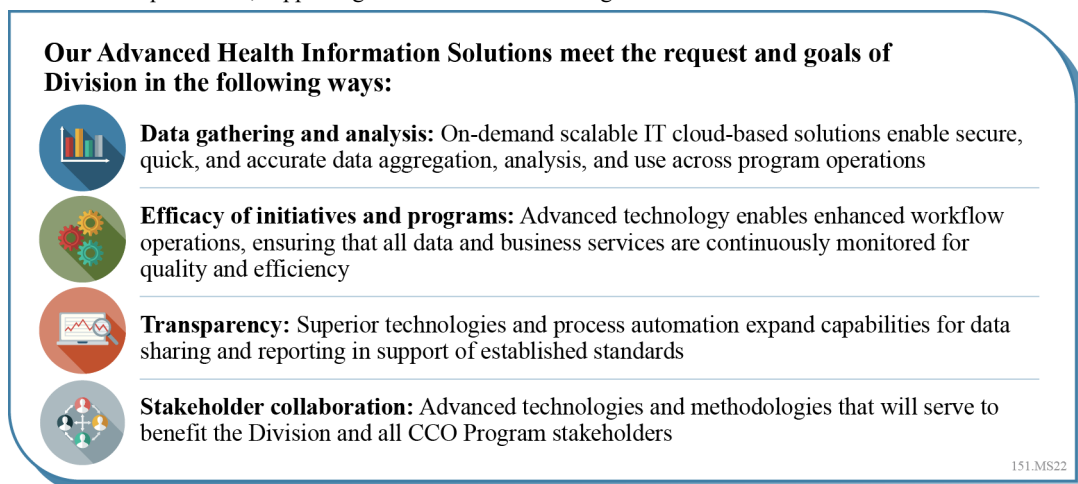 Our Advanced Health Information Solutions meet the request and goals of
Division in the following ways:
Data gathering and analysis: On-demand scalable IT cloud-based solutions enable secure,
quick, and accurate data aggregation, analysis, and use across program operations
Efficacy of initiatives and programs: Advanced technology enables enhanced workflow
operations, ensuring that all data and business services are continuously monitored for
quality and efficiency
Transparency: Superior technologies and process automation expand capabilities for data
sharing and reporting in support of established standards
Stakeholder collaboration: Advanced technologies and methodologies that will serve to
benefit the Division and all CCO Program stakeholders
151.MS22